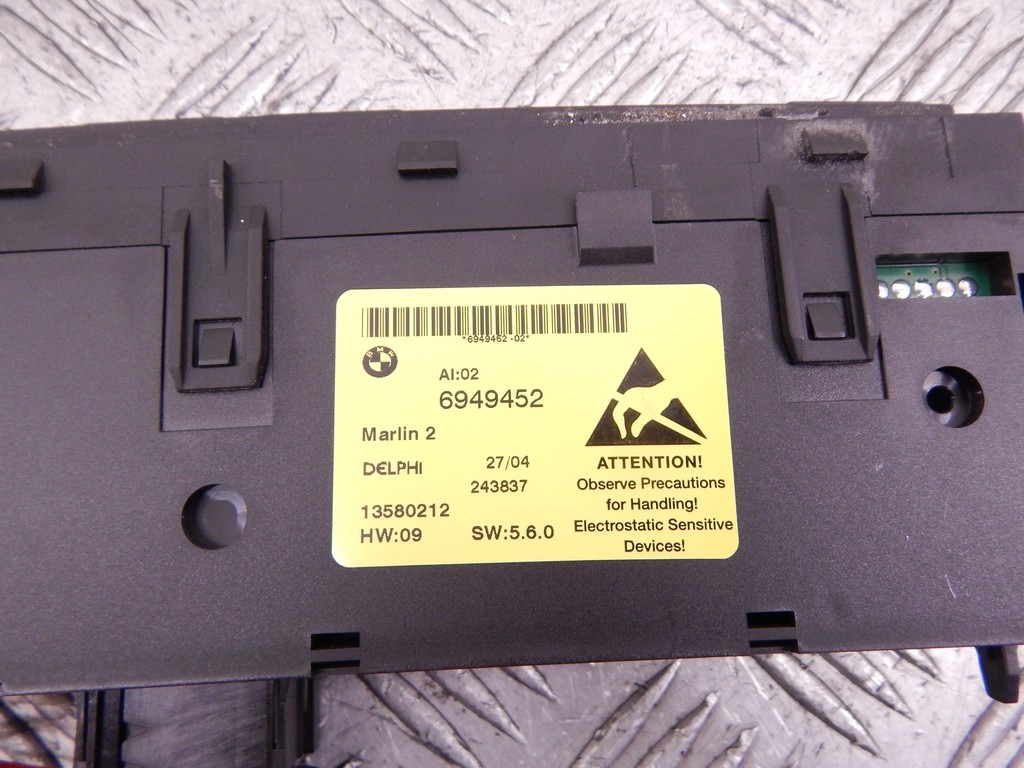 *6949452-02*
BMW
AI:02
6949452
Marlin 2
DELPHI
27/04
243837
13580212
HW:09
SW:5.6.0
ATTENTION!
Observe Precautions
for Handling!
Electrostatic Sensitive
Devices!